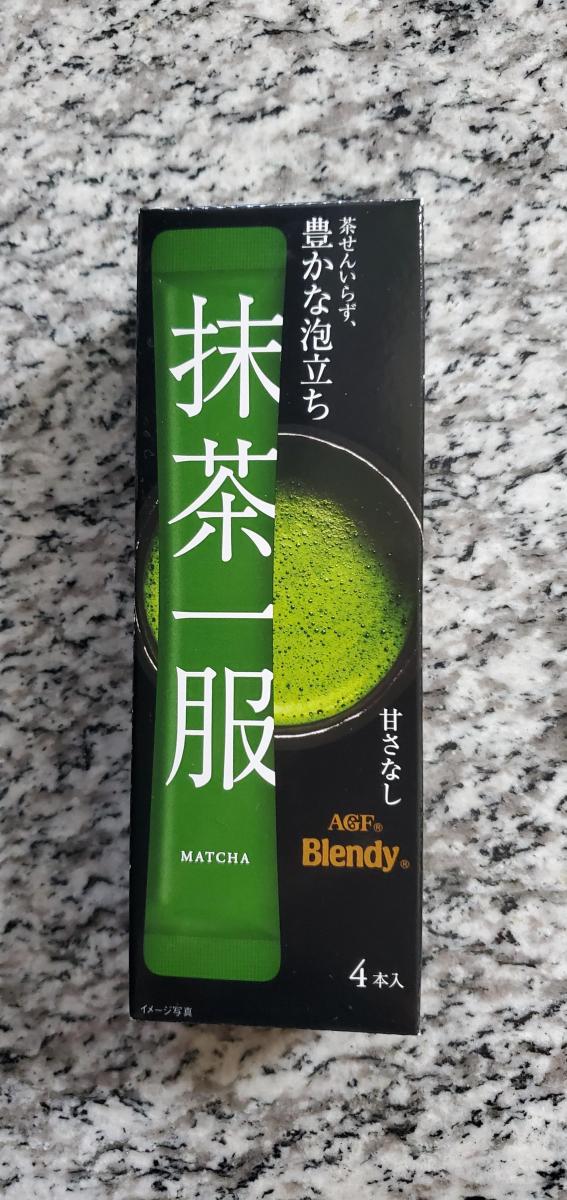 茶せんいらず、
豊かな泡立ち
抹茶一服
MATCHA
甘さなし
AGF®
Blendy®
4本入
イメージ写真